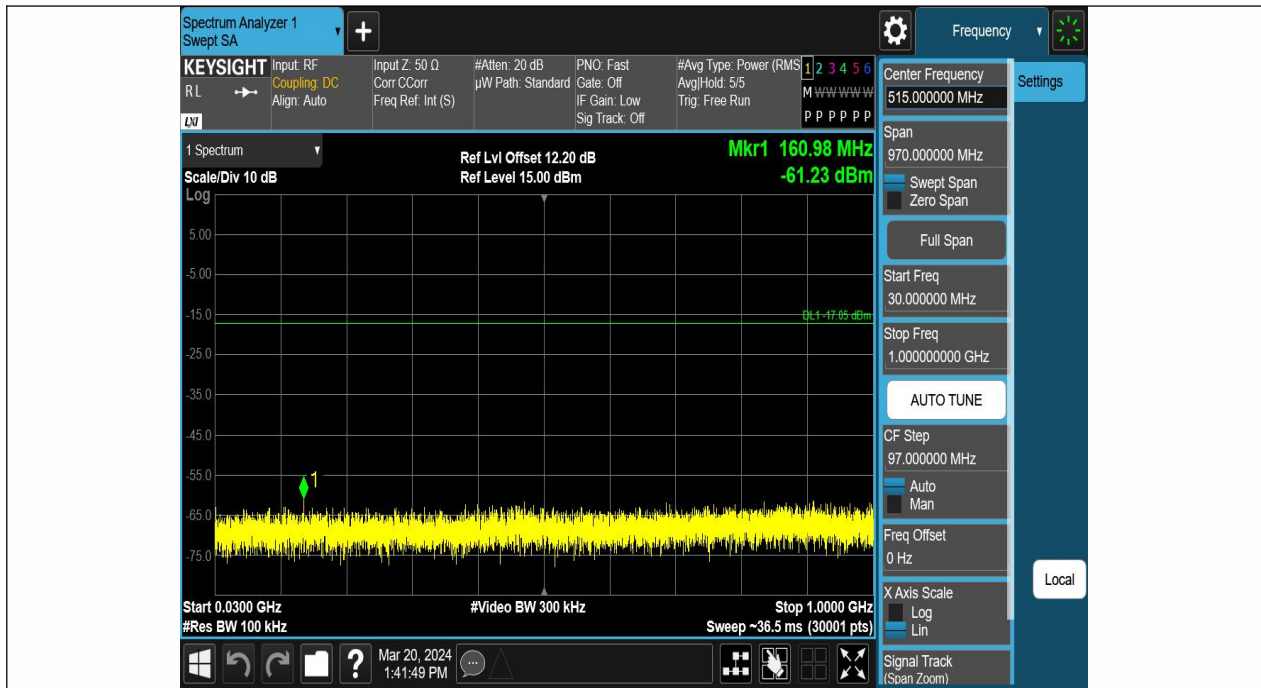 Spectrum Analyzer 1
Swept SA
+
Frequency
KEYSIGHT
R L
LXI
Input: RF
Coupling: DC
Align: Auto
Input Z: 50 Ω
Corr CCorr
Freq Ref: Int (S)
#Atten: 20 dB
µW Path: Standard
PNO: Fast
Gate: Off
IF Gain: Low
Sig Track: Off
#Avg Type: Power (RMS
Avg|Hold: 5/5
Trig: Free Run
1 2 3 4 5 6
M W W W W W
P P P P P P
1 Spectrum
Scale/Div 10 dB
Ref Lvl Offset 12.20 dB
Ref Level 15.00 dBm
Mkr1 160.98 MHz
-61.23 dBm
Log
5.00
-5.00
-15.0
DL1 -17.05 dBm
-25.0
-35.0
-45.0
-55.0
1
-65.0
-75.0
Start 0.0300 GHz
#Res BW 100 kHz
#Video BW 300 kHz
Stop 1.0000 GHz
Sweep ~36.5 ms (30001 pts)
Center Frequency
515.000000 MHz
Settings
Span
970.000000 MHz
Swept Span
Zero Span
Full Span
Start Freq
30.000000 MHz
Stop Freq
1.000000000 GHz
AUTO TUNE
CF Step
97.000000 MHz
Auto
Man
Freq Offset
0 Hz
X Axis Scale
Log
Lin
Signal Track
(Span Zoom)
Local
?
Mar 20, 2024
1:41:49 PM